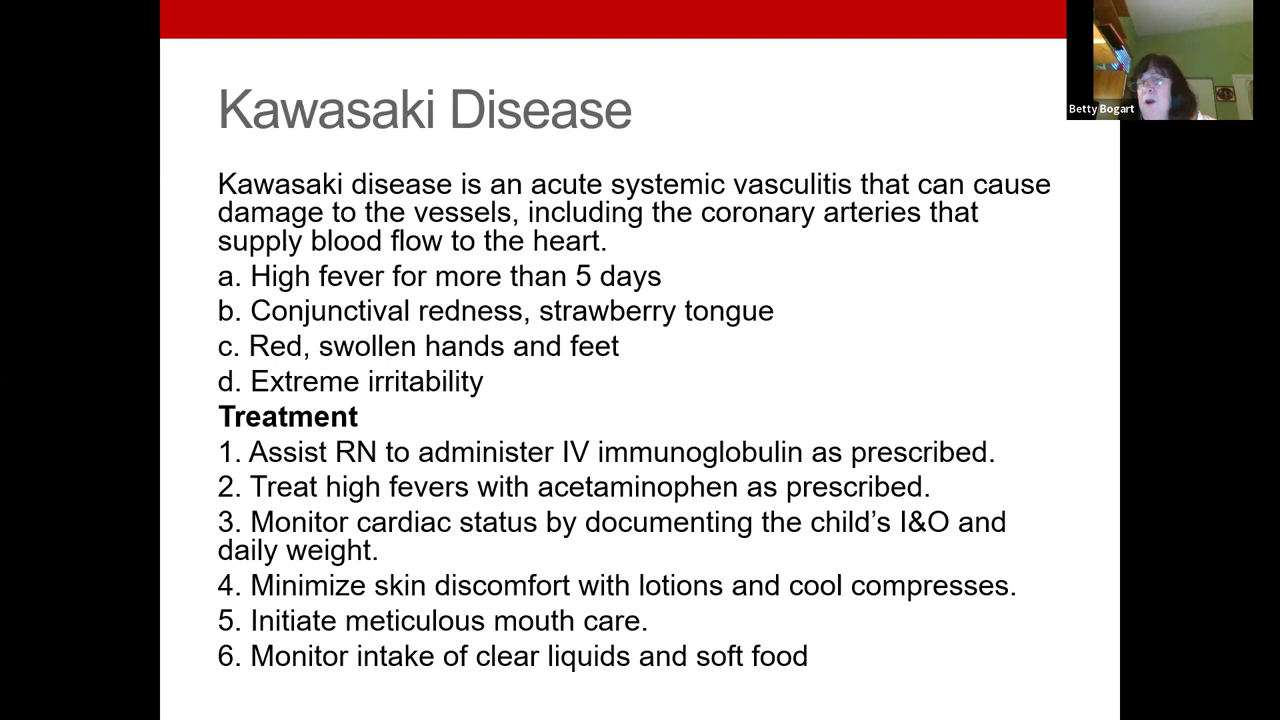 Betty Bogart
Kawasaki Disease
Kawasaki disease is an acute systemic vasculitis that can cause
damage to the vessels, including the coronary arteries that
supply blood flow to the heart.
a. High fever for more than 5 days
b. Conjunctival redness, strawberry tongue
c. Red, swollen hands and feet
d. Extreme irritability
Treatment
1. Assist RN to administer IV immunoglobulin as prescribed.
2. Treat high fevers with acetaminophen as prescribed.
3. Monitor cardiac status by documenting the child’s I&O and
daily weight.
4. Minimize skin discomfort with lotions and cool compresses.
5. Initiate meticulous mouth care.
6. Monitor intake of clear liquids and soft food